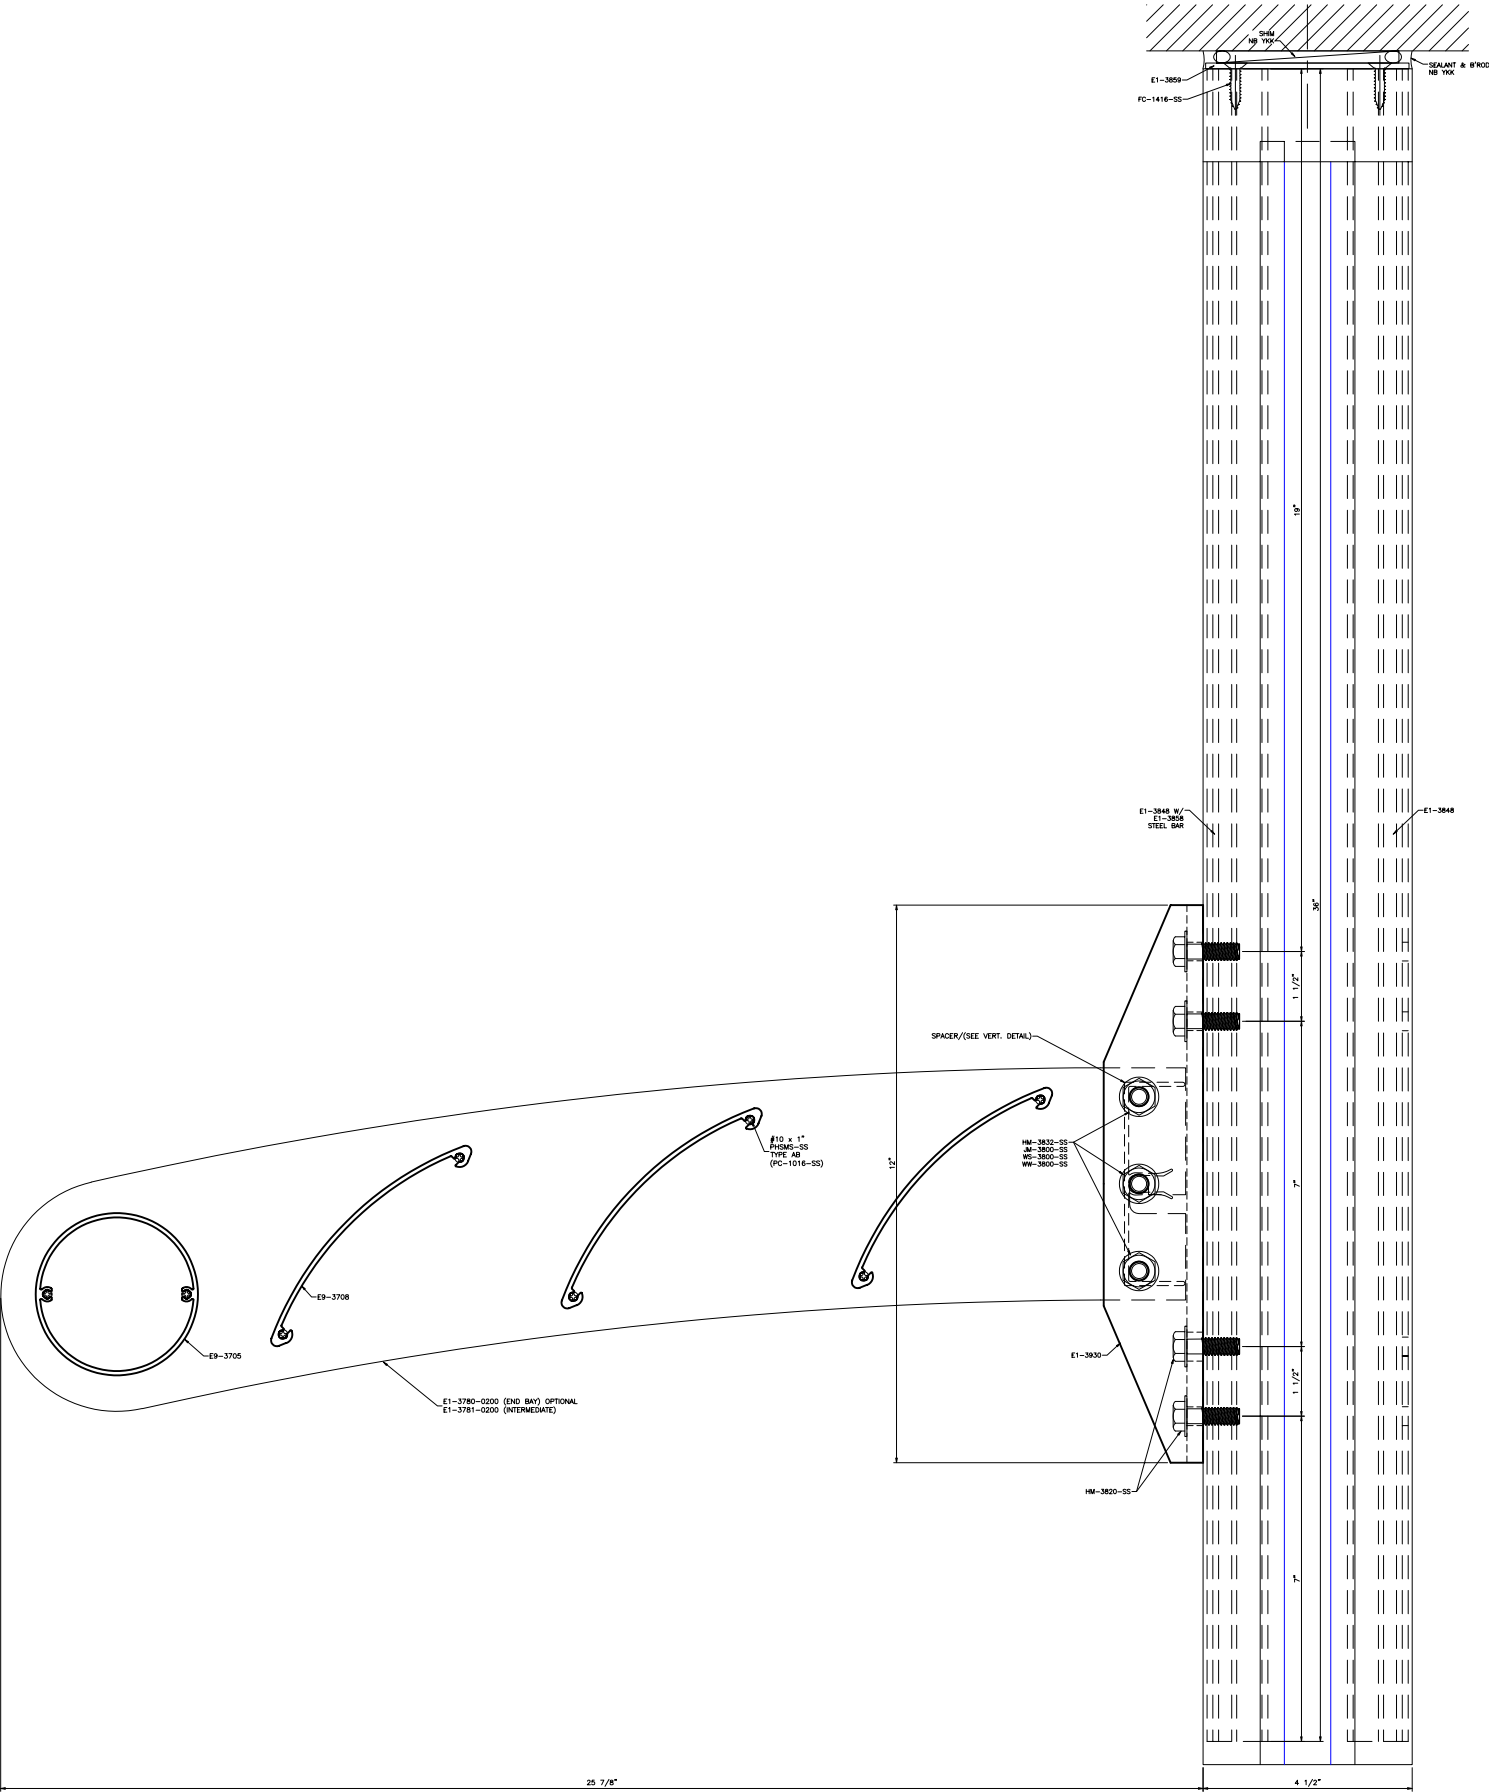 SHIM
NB YKK
SEALANT & B'ROD
NB YKK
E1-3859
FC-1416-SS
19"
E1-3848 W/
E1-3858
STEEL BAR
E1-3848
36"
1 1/2"
SPACER/(SEE VERT. DETAIL)
#10 x 1"
PHSMS-SS
TYPE AB
(PC-1016-SS)
HM-3832-SS
JM-3800-SS
WS-3800-SS
WW-3800-SS
12"
7"
E9-3708
E9-3705
E1-3930
1 1/2"
E1-3780-0200 (END BAY) OPTIONAL
E1-3781-0200 (INTERMEDIATE)
HM-3820-SS
7"
25 7/8"
4 1/2"